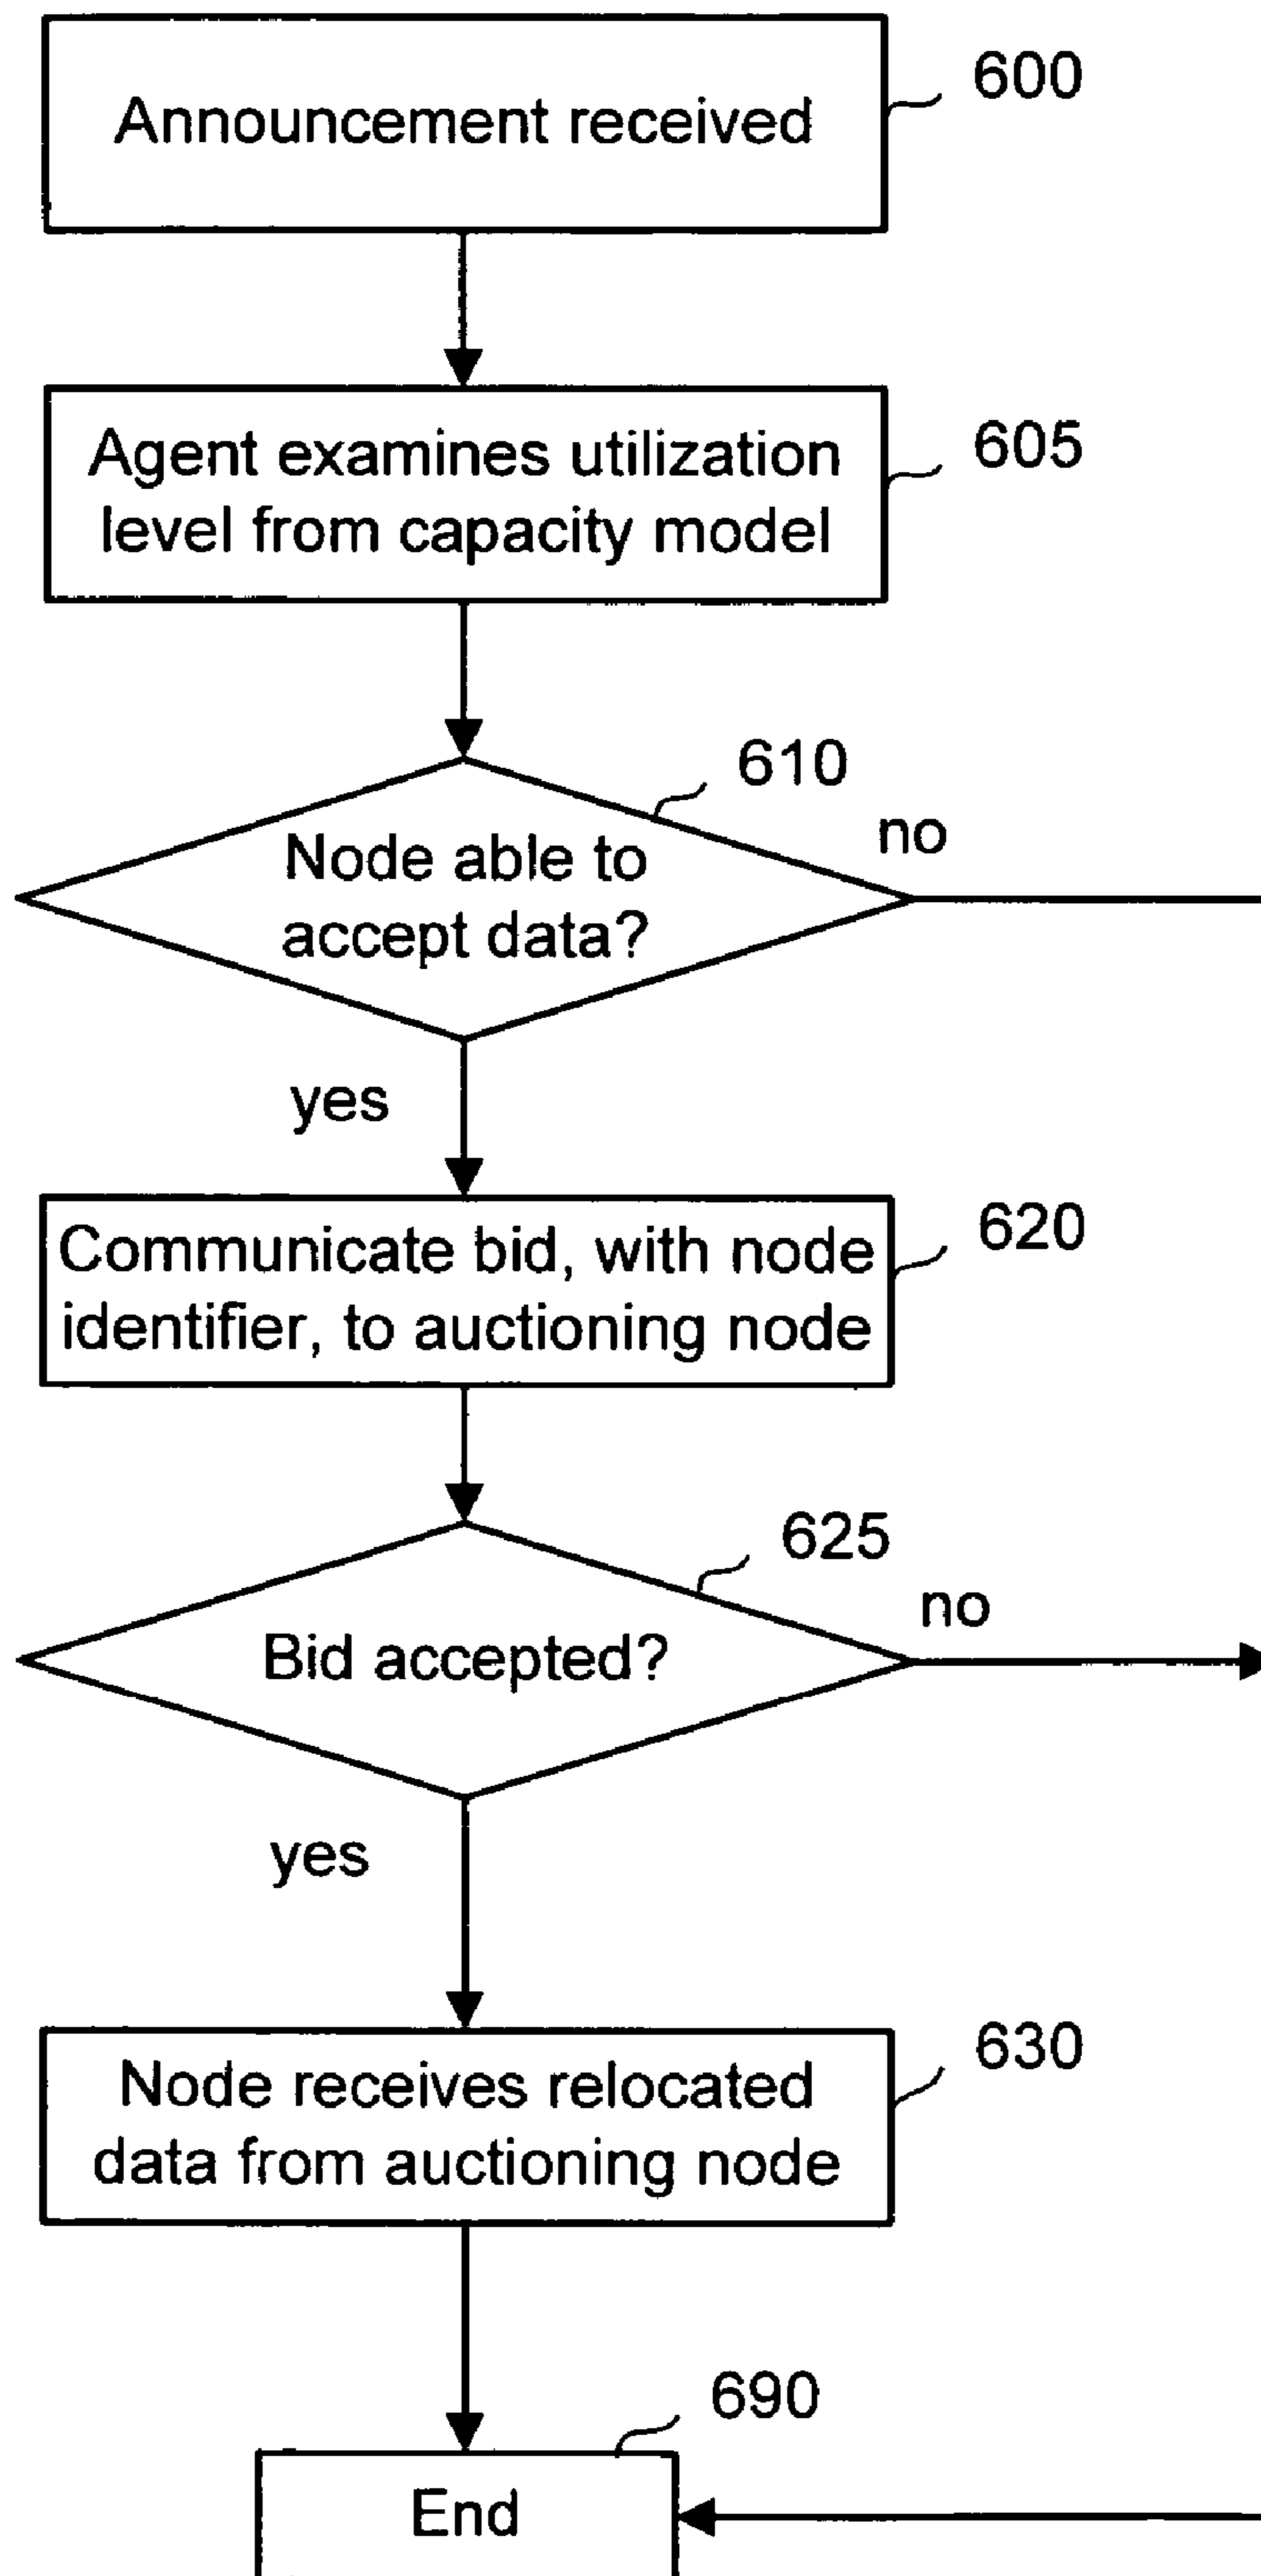 Announcement received
600
Agent examines utilization
level from capacity model
605
610
Node able to
accept data?
no
yes
Communicate bid, with node
identifier, to auctioning node
620
625
Bid accepted?
no
yes
Node receives relocated
data from auctioning node
630
690
End